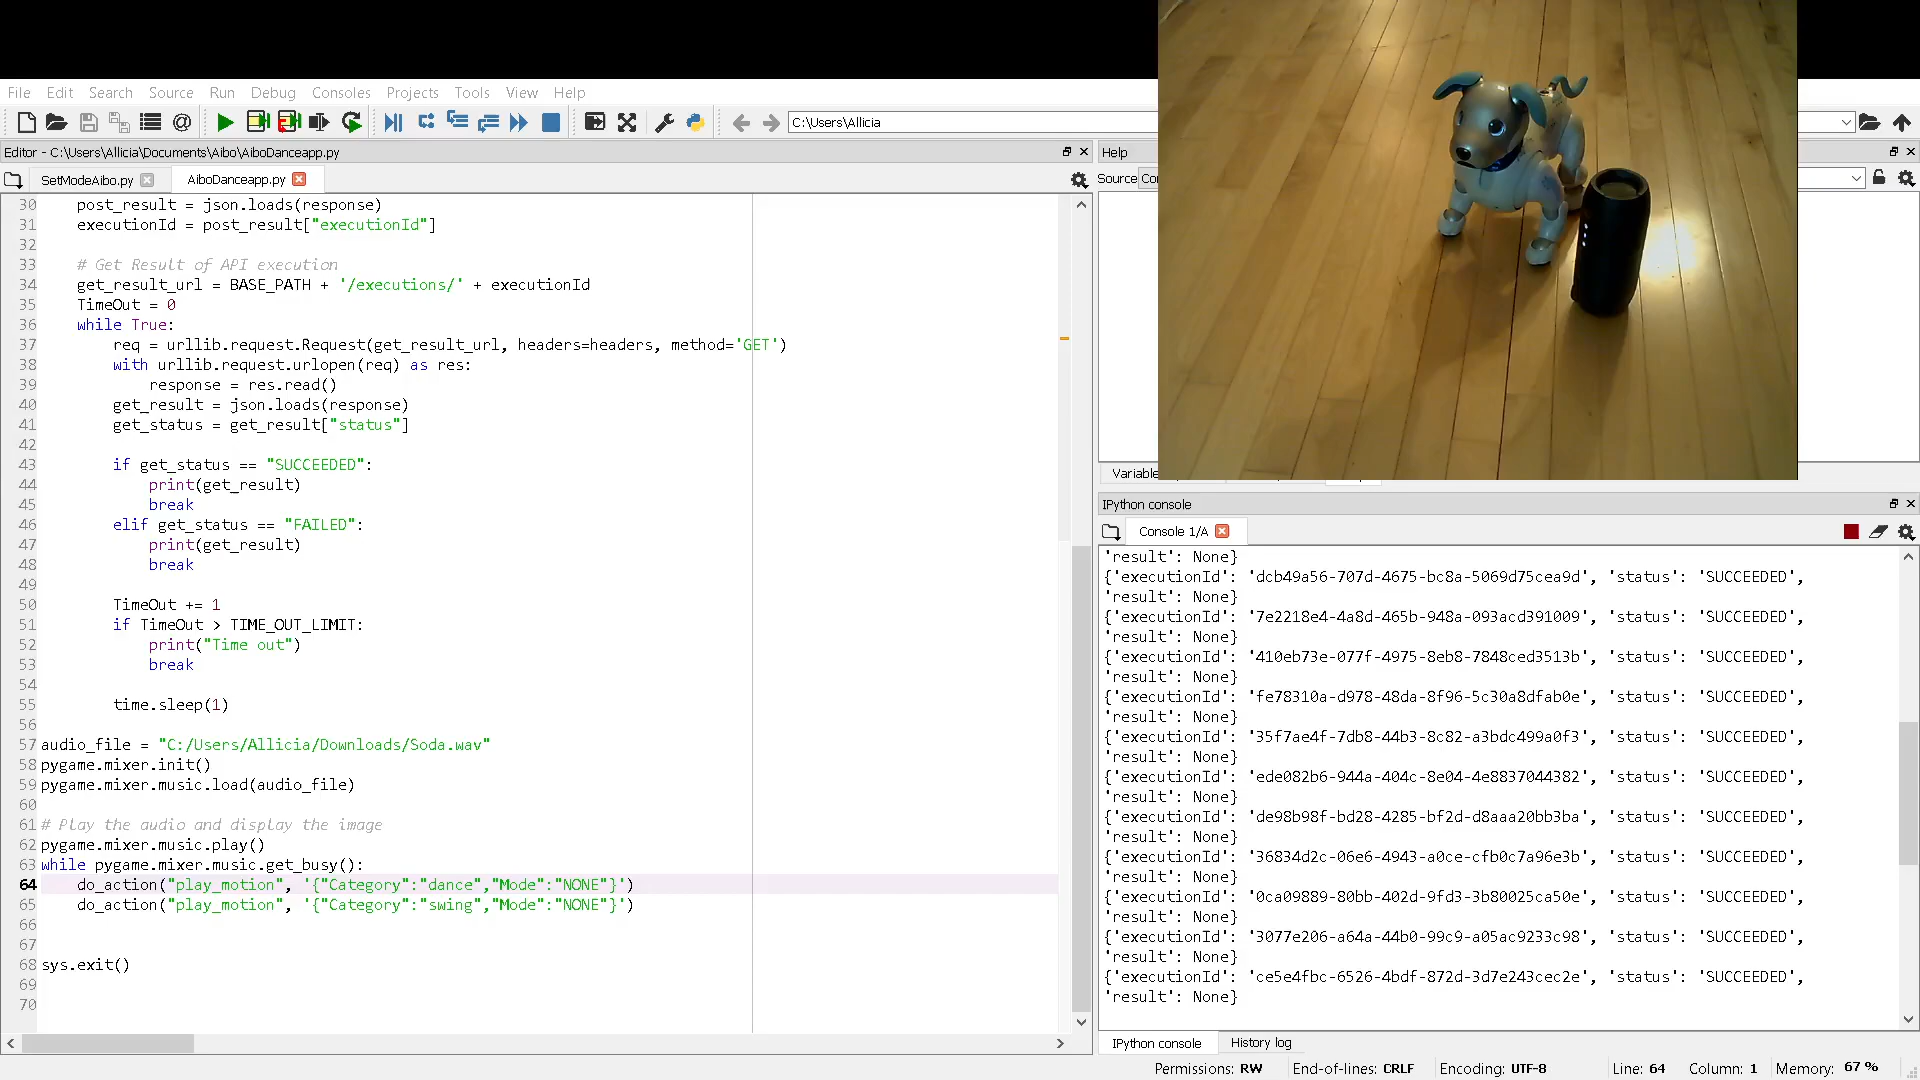 File Edit Search Source Run Debug Consoles Projects Tools View Help
C:\Users\Allicia
Editor - C:\Users\Allicia\Documents\Aibo\AiboDanceapp.py
SetModeAibo.py AiboDanceapp.py
30 post_result = json.loads(response)
31 executionId = post_result["executionId"]
32
33 # Get Result of API execution
34 get_result_url = BASE_PATH + '/executions/' + executionId
35 TimeOut = 0
36 while True:
37 req = urllib.request.Request(get_result_url, headers=headers, method='GET')
38 with urllib.request.urlopen(req) as res:
39 response = res.read()
40 get_result = json.loads(response)
41 get_status = get_result["status"]
42
43 if get_status == "SUCCEEDED":
44 print(get_result)
45 break
46 elif get_status == "FAILED":
47 print(get_result)
48 break
49
50 TimeOut += 1
51 if TimeOut > TIME_OUT_LIMIT:
52 print("Time out")
53 break
54
55 time.sleep(1)
56
57 audio_file = "C:/Users/Allicia/Downloads/Soda.wav"
58 pygame.mixer.init()
59 pygame.mixer.music.load(audio_file)
60
61 # Play the audio and display the image
62 pygame.mixer.music.play()
63 while pygame.mixer.music.get_busy():
64 do_action("play_motion", '{"Category":"dance","Mode":"NONE"}')
65 do_action("play_motion", '{"Category":"swing","Mode":"NONE"}')
66
67
68 sys.exit()
69
70
Help
Source
Variable
IPython console
Console 1/A
'result': None}
{'executionId': 'dcb49a56-707d-4675-bc8a-5069d75cea9d', 'status': 'SUCCEEDED',
'result': None}
{'executionId': '7e2218e4-4a8d-465b-948a-093acd391009', 'status': 'SUCCEEDED',
'result': None}
{'executionId': '410eb73e-077f-4975-8eb8-7848ced3513b', 'status': 'SUCCEEDED',
'result': None}
{'executionId': 'fe78310a-d978-48da-8f96-5c30a8dfab0e', 'status': 'SUCCEEDED',
'result': None}
{'executionId': '35f7ae4f-7db8-44b3-8c82-a3bdc499a0f3', 'status': 'SUCCEEDED',
'result': None}
{'executionId': 'ede082b6-944a-404c-8e04-4e8837044382', 'status': 'SUCCEEDED',
'result': None}
{'executionId': 'de98b98f-bd28-4285-bf2d-d8aaa20bb3ba', 'status': 'SUCCEEDED',
'result': None}
{'executionId': '36834d2c-06e6-4943-a0ce-cfb0c7a96e3b', 'status': 'SUCCEEDED',
'result': None}
{'executionId': '0ca09889-80bb-402d-9fd3-3b80025ca50e', 'status': 'SUCCEEDED',
'result': None}
{'executionId': '3077e206-a64a-44b0-99c9-a05ac9233c98', 'status': 'SUCCEEDED',
'result': None}
{'executionId': 'ce5e4fbc-6526-4bdf-872d-3d7e243cec2e', 'status': 'SUCCEEDED',
'result': None}
IPython console History log
Permissions: RW End-of-lines: CRLF Encoding: UTF-8 Line: 64 Column: 1 Memory: 67 %